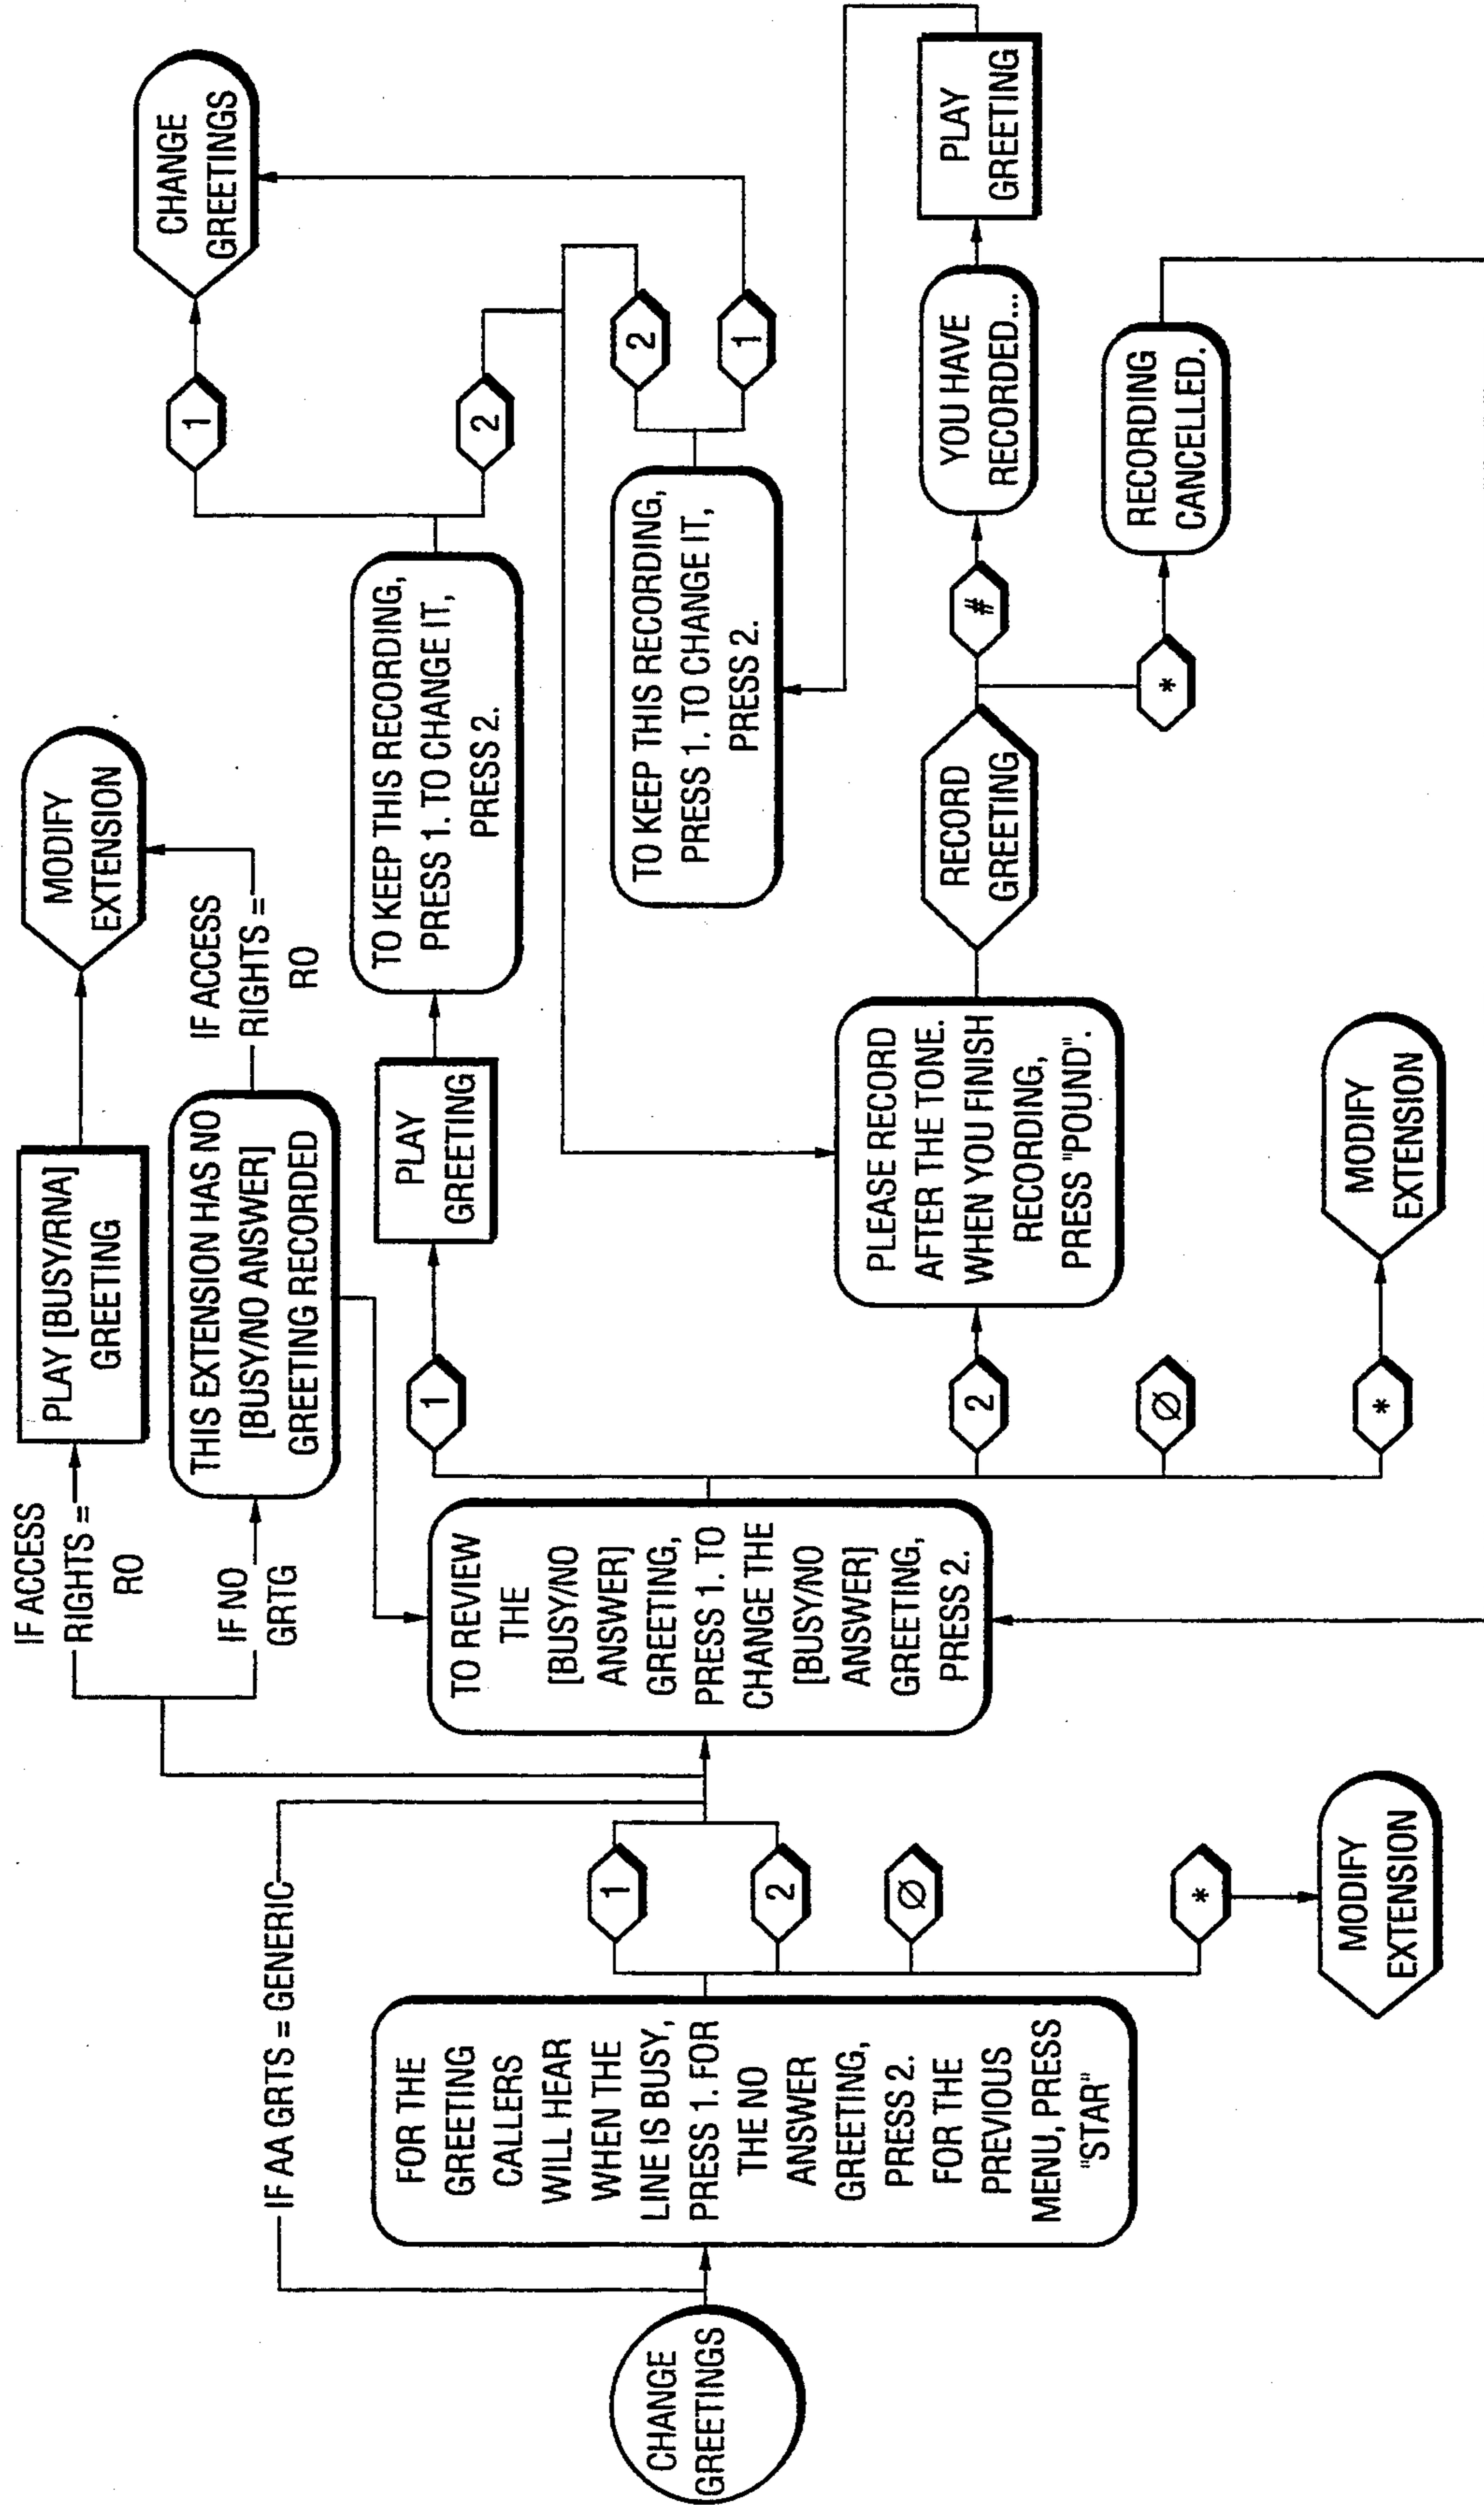 CHANGE
GREETINGS
IF AA GRTS = GENERIC
FOR THE
GREETING
CALLERS
WILL HEAR
WHEN THE
LINE IS BUSY,
PRESS 1. FOR
THE NO
ANSWER
GREETING,
PRESS 2.
FOR THE
PREVIOUS
MENU, PRESS
"STAR"
1
2
Ø
*
MODIFY
EXTENSION
IF ACCESS
RIGHTS =
RO
IF NO
GRTG
PLAY [BUSY/RNA]
GREETING
MODIFY
EXTENSION
THIS EXTENSION HAS NO
[BUSY/NO ANSWER]
GREETING RECORDED
IF ACCESS
RIGHTS =
RO
TO REVIEW
THE
[BUSY/NO
ANSWER]
GREETING,
PRESS 1. TO
CHANGE THE
[BUSY/NO
ANSWER]
GREETING,
PRESS 2.
1
2
Ø
*
PLAY
GREETING
TO KEEP THIS RECORDING,
PRESS 1. TO CHANGE IT,
PRESS 2.
1
2
CHANGE
GREETINGS
PLEASE RECORD
AFTER THE TONE.
WHEN YOU FINISH
RECORDING,
PRESS "POUND".
RECORD
GREETING
#
*
YOU HAVE
RECORDED...
PLAY
GREETING
TO KEEP THIS RECORDING,
PRESS 1. TO CHANGE IT,
PRESS 2.
2
1
RECORDING
CANCELLED.
MODIFY
EXTENSION